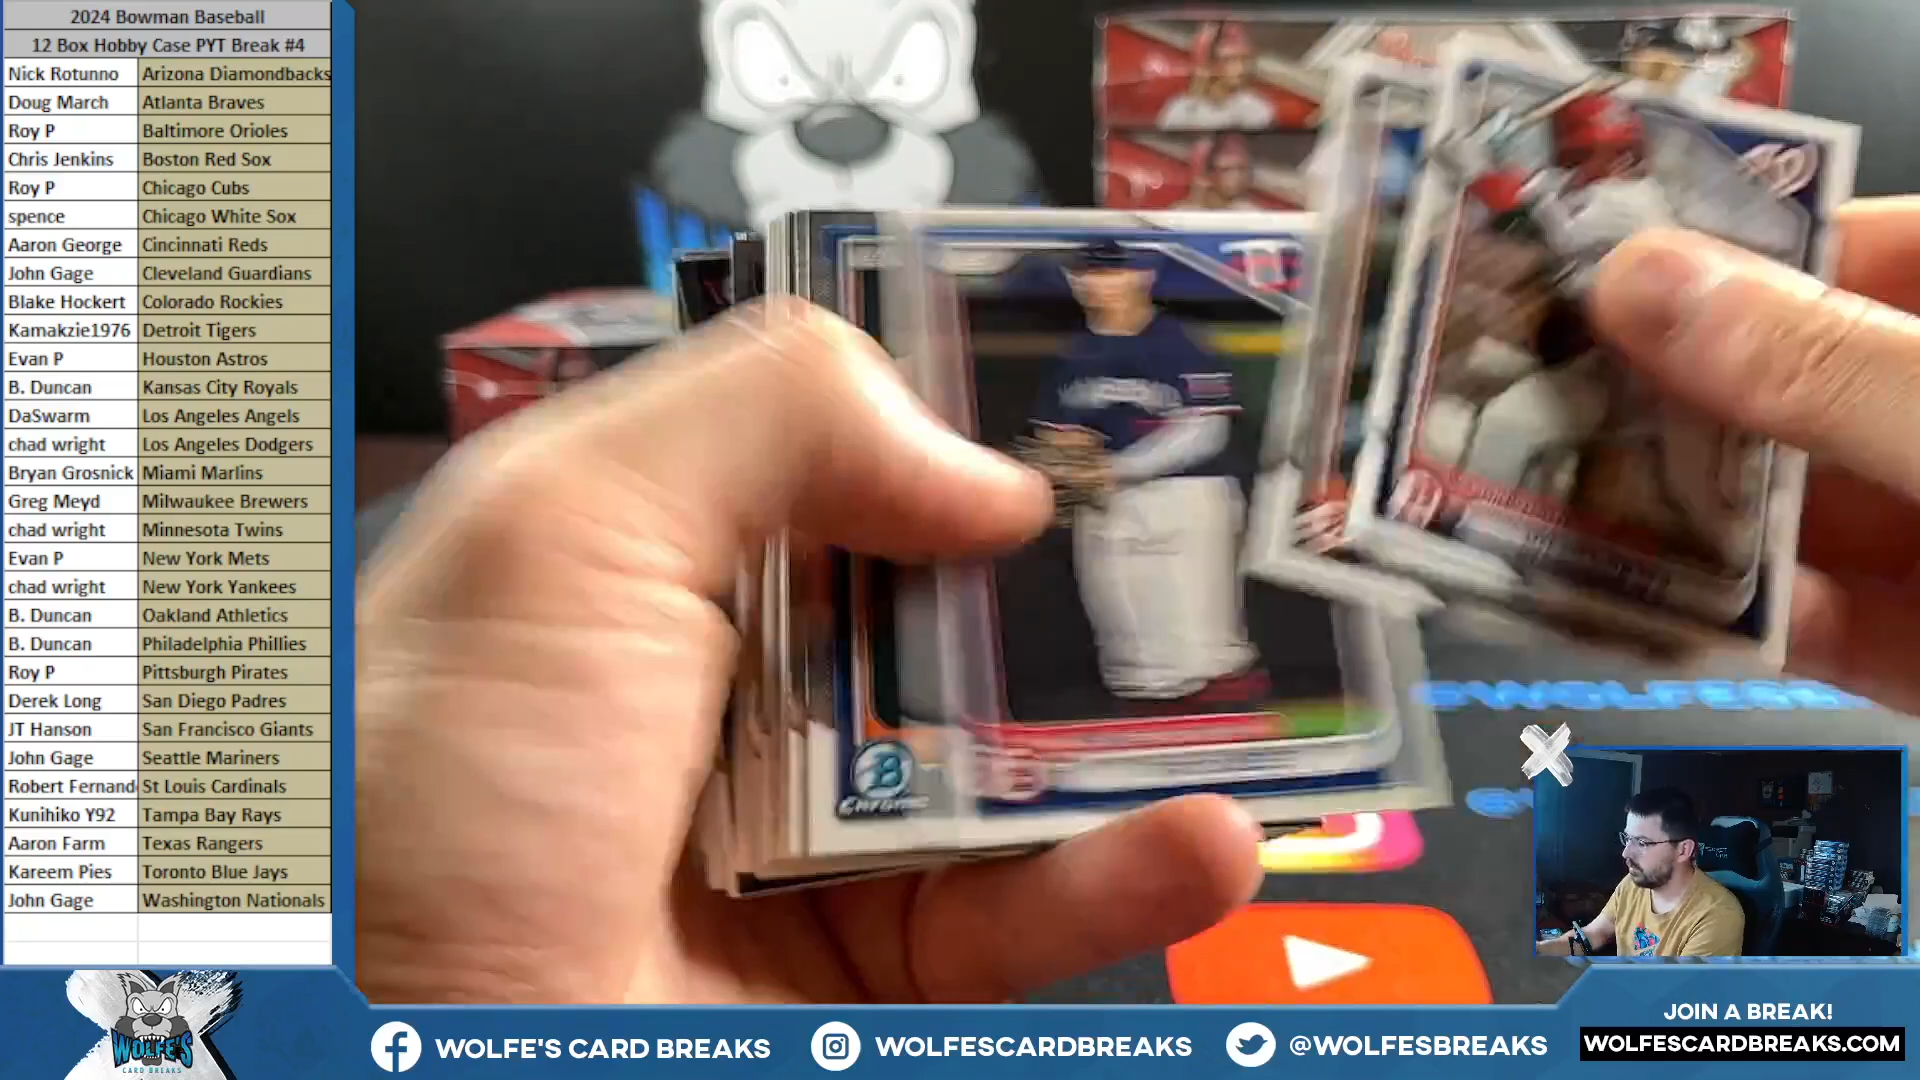 2024 Bowman Baseball
12 Box Hobby Case PYT Break #4
Nick Rotunno Arizona Diamondbacks
Doug March Atlanta Braves
Roy P Baltimore Orioles
Chris Jenkins Boston Red Sox
Roy P Chicago Cubs
spence Chicago White Sox
Aaron George Cincinnati Reds
John Gage Cleveland Guardians
Blake Hockert Colorado Rockies
Kamakzie1976 Detroit Tigers
Evan P Houston Astros
B. Duncan Kansas City Royals
DaSwarm Los Angeles Angels
chad wright Los Angeles Dodgers
Bryan Grosnick Miami Marlins
Greg Meyd Milwaukee Brewers
chad wright Minnesota Twins
Evan P New York Mets
chad wright New York Yankees
B. Duncan Oakland Athletics
B. Duncan Philadelphia Phillies
Roy P Pittsburgh Pirates
Derek Long San Diego Padres
JT Hanson San Francisco Giants
John Gage Seattle Mariners
Robert Fernand St Louis Cardinals
Kunihiko Y92 Tampa Bay Rays
Aaron Farm Texas Rangers
Kareem Pies Toronto Blue Jays
John Gage Washington Nationals
B
CHROME
WOLFE'S
CARD BREAKS
WOLFE'S CARD BREAKS
WOLFESCARDBREAKS
@WOLFESBREAKS
JOIN A BREAK!
WOLFESCARDBREAKS.COM